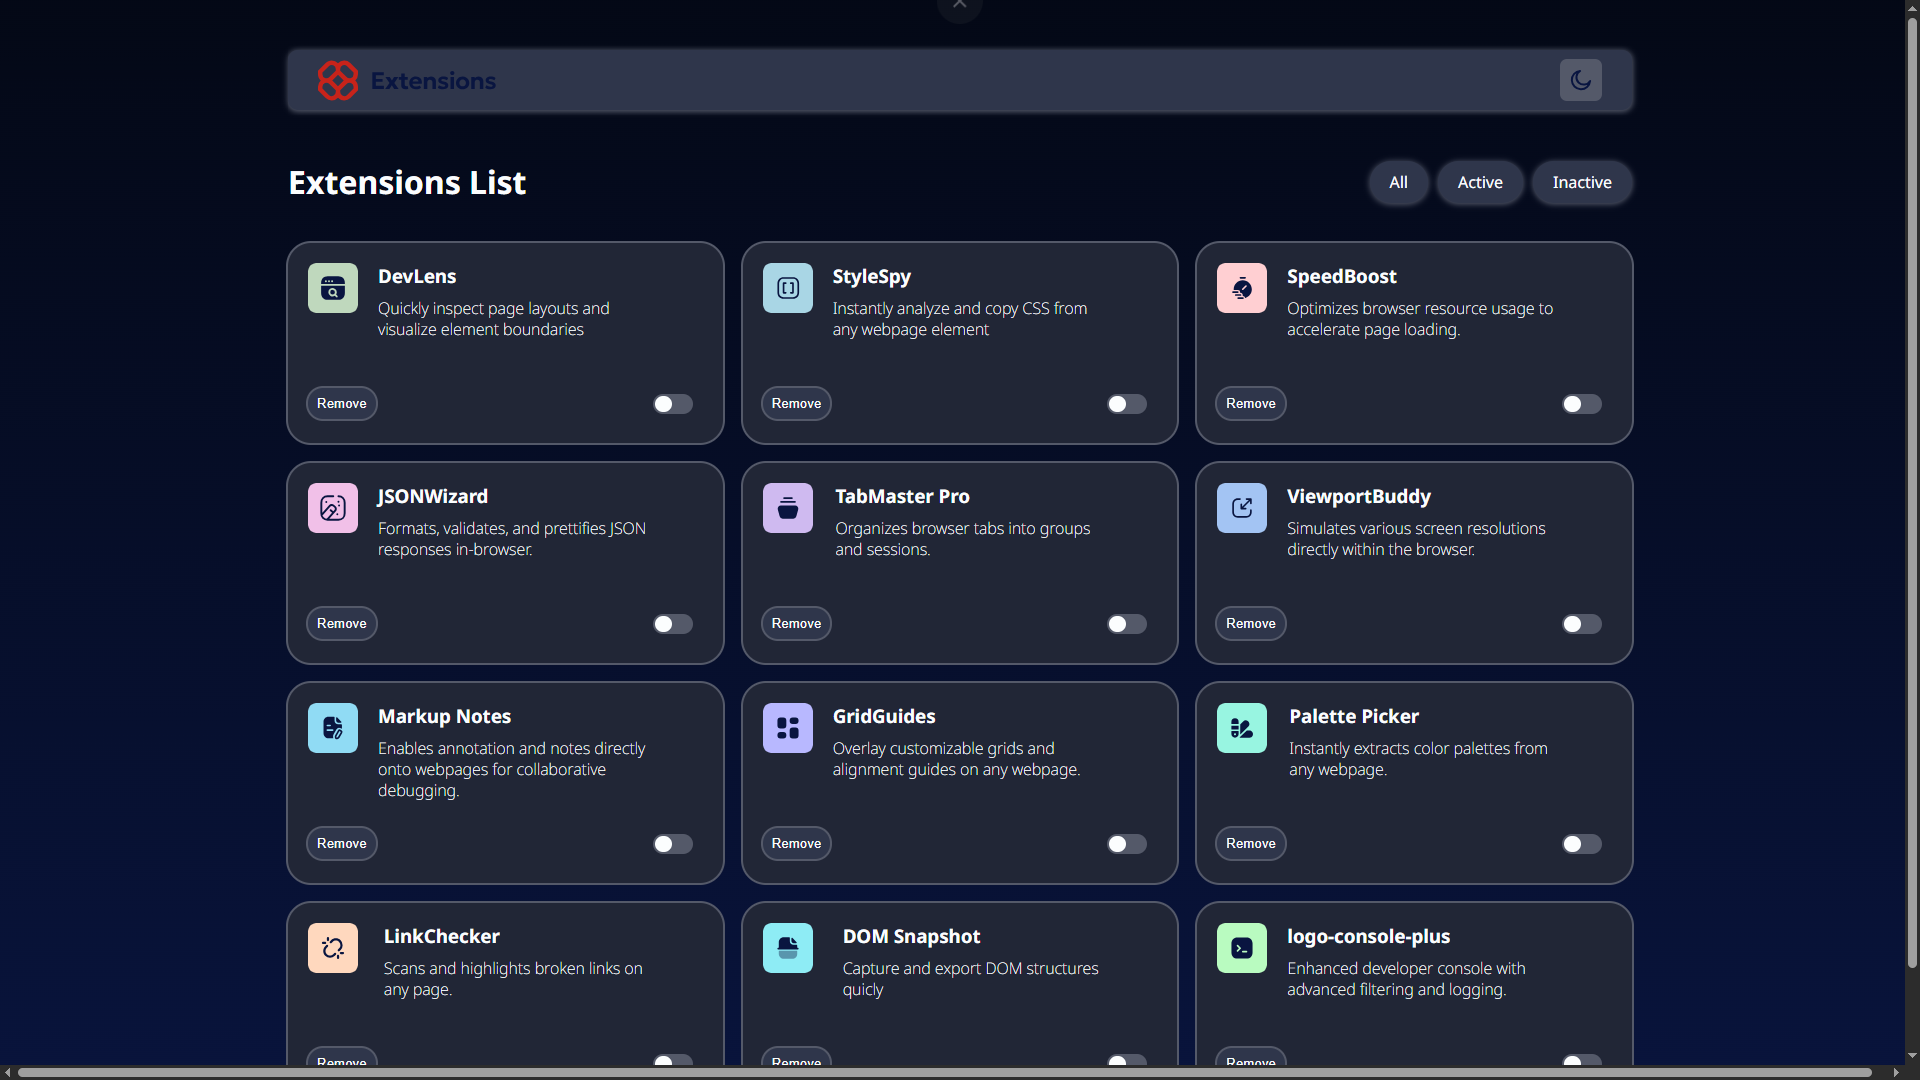 Extensions
Extensions List
All
Active
Inactive
DevLens
Quickly inspect page layouts and
visualize element boundaries
Remove
StyleSpy
Instantly analyze and copy CSS from
any webpage element
Remove
SpeedBoost
Optimizes browser resource usage to
accelerate page loading.
Remove
JSONWizard
Formats, validates, and prettifies JSON
responses in-browser.
Remove
TabMaster Pro
Organizes browser tabs into groups
and sessions.
Remove
ViewportBuddy
Simulates various screen resolutions
directly within the browser.
Remove
Markup Notes
Enables annotation and notes directly
onto webpages for collaborative
debugging.
Remove
GridGuides
Overlay customizable grids and
alignment guides on any webpage.
Remove
Palette Picker
Instantly extracts color palettes from
any webpage.
Remove
LinkChecker
Scans and highlights broken links on
any page.
Remove
DOM Snapshot
Capture and export DOM structures
quicly
Remove
logo-console-plus
Enhanced developer console with
advanced filtering and logging.
Remove